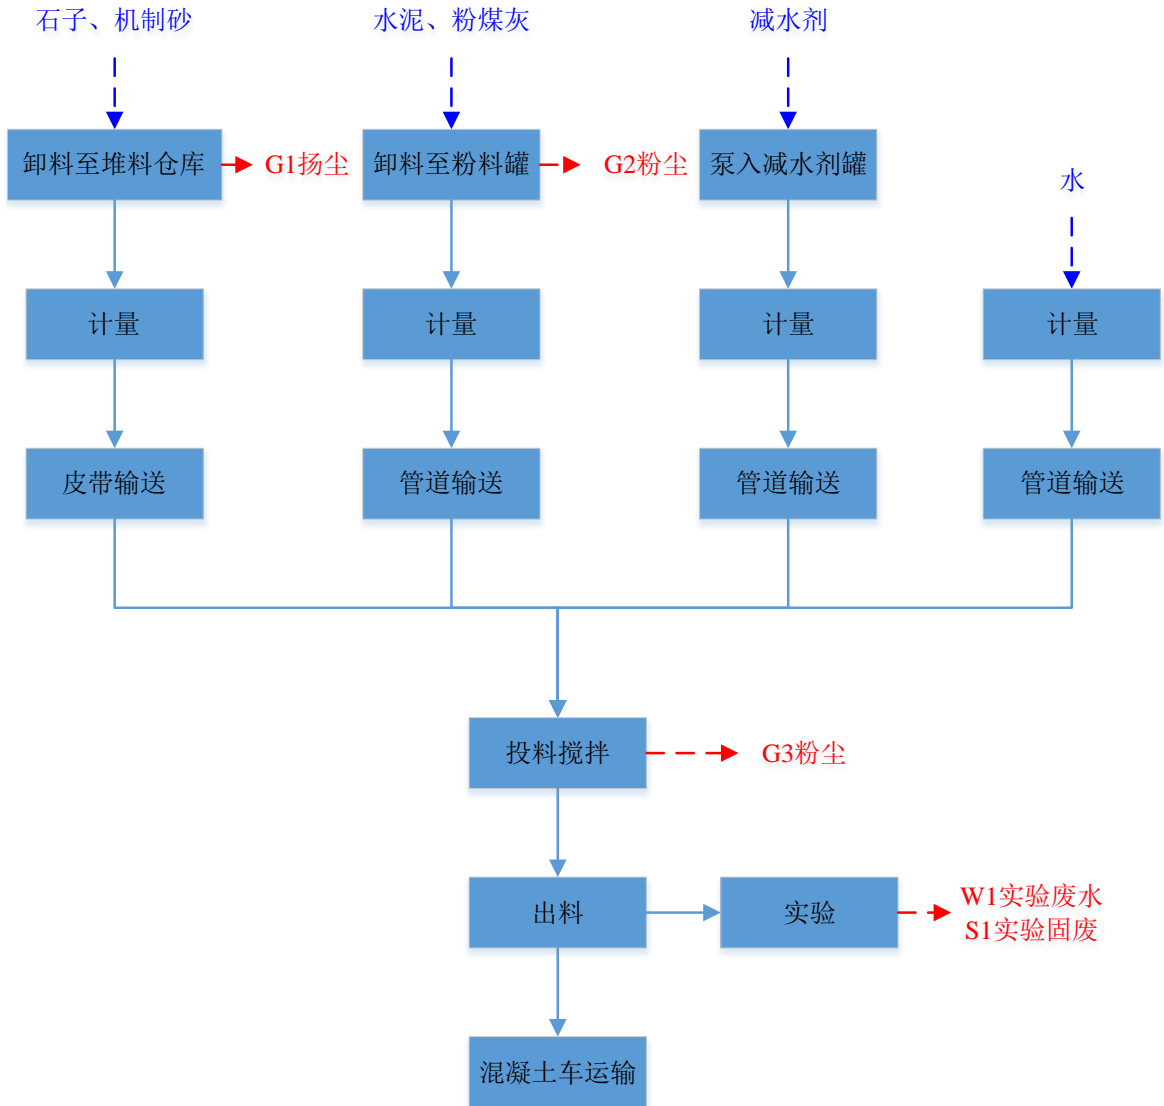 石子、机制砂
水泥、粉煤灰
减水剂
卸料至堆料仓库
G1扬尘
卸料至粉料罐
G2粉尘
泵入减水剂罐
水
计量
计量
计量
计量
皮带输送
管道输送
管道输送
管道输送
投料搅拌
G3粉尘
出料
实验
W1实验废水
S1实验固废
混凝土车运输